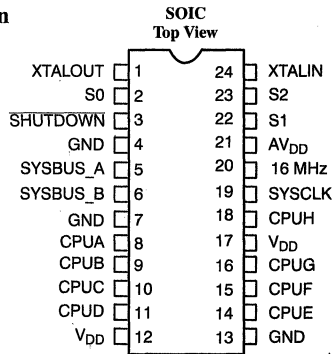 n
SOIC
Top View
XTALOUT 1 24 XTALIN
S0 2 23 S2
SHUTDOWN 3 22 S1
GND 4 21 AVDD
SYSBUS_A 5 20 16 MHz
SYSBUS_B 6 19 SYSCLK
GND 7 18 CPUH
CPUA 8 17 VDD
CPUB 9 16 CPUG
CPUC 10 15 CPUF
CPUD 11 14 CPUE
VDD 12 13 GND